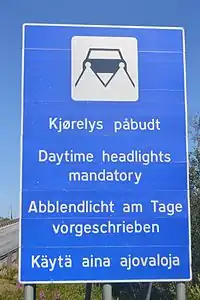 Kjørelys påbudt
Daytime headlights
mandatory
Abblendlicht am Tage
vorgeschrieben
Käytä aina ajovaloja